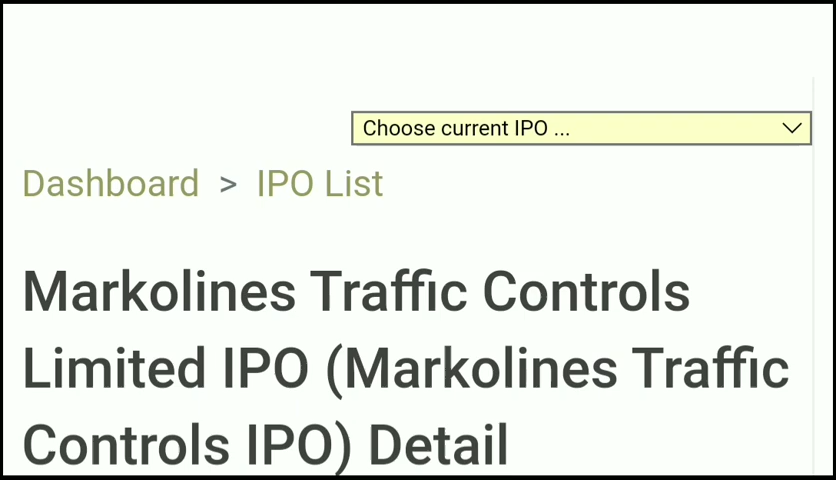 Choose current IPO ...
Dashboard > IPO List
Markolines Traffic Controls
Limited IPO (Markolines Traffic
Controls IPO) Detail